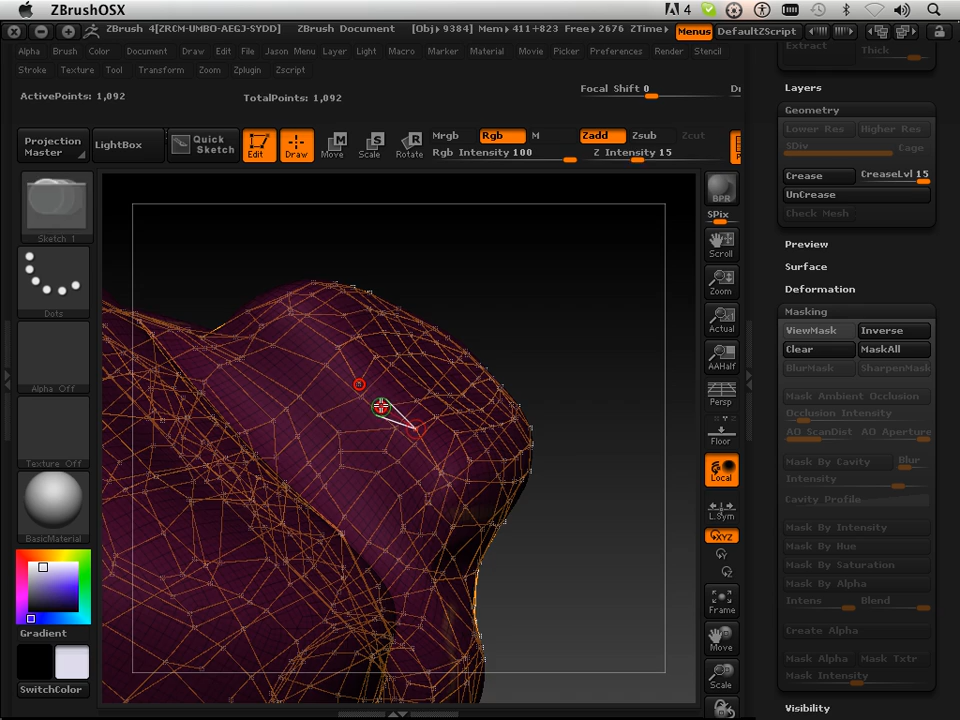 ZBrushOSX
4
ZBrush 4[ZRCM-UMBO-AEGJ-SYDD] ZBrush Document [Obj▸ 9384] Mem▸ 411+823 Free▸ 2676 ZTime▸ Menus DefaultZScript
Alpha Brush Color Document Draw Edit File Jason Menu Layer Light Macro Marker Material Movie Picker Preferences Render Stencil
Stroke Texture Tool Transform Zoom Zplugin Zscript
ActivePoints: 1,092
TotalPoints: 1,092
Focal Shift 0
Projection Master
LightBox
Quick Sketch
Edit Draw Move Scale Rotate
Mrgb Rgb M
Rgb Intensity 100
Zadd Zsub Zcut
Z Intensity 15
Sketch 1
Dots
Alpha Off
Texture Off
BasicMaterial
Gradient
SwitchColor
BPR
SPix
Scroll
Zoom
Actual
AAHalf
Persp
Floor
Local
L.Sym
XYZ
Y
Z
Frame
Move
Scale
Extract Thick
Layers
Geometry
Lower Res Higher Res
SDiv Cage
Crease CreaseLvl 15
UnCrease
Check Mesh
Preview
Surface
Deformation
Masking
ViewMask Inverse
Clear MaskAll
BlurMask SharpenMask
Mask Ambient Occlusion
Occlusion Intensity
AO ScanDist AO Aperture
Mask By Cavity Blur
Intensity
Cavity Profile
Mask By Intensity
Mask By Hue
Mask By Saturation
Mask By Alpha
Intens Blend
Create Alpha
Mask Alpha Mask Txtr
Mask Intensity
Visibility